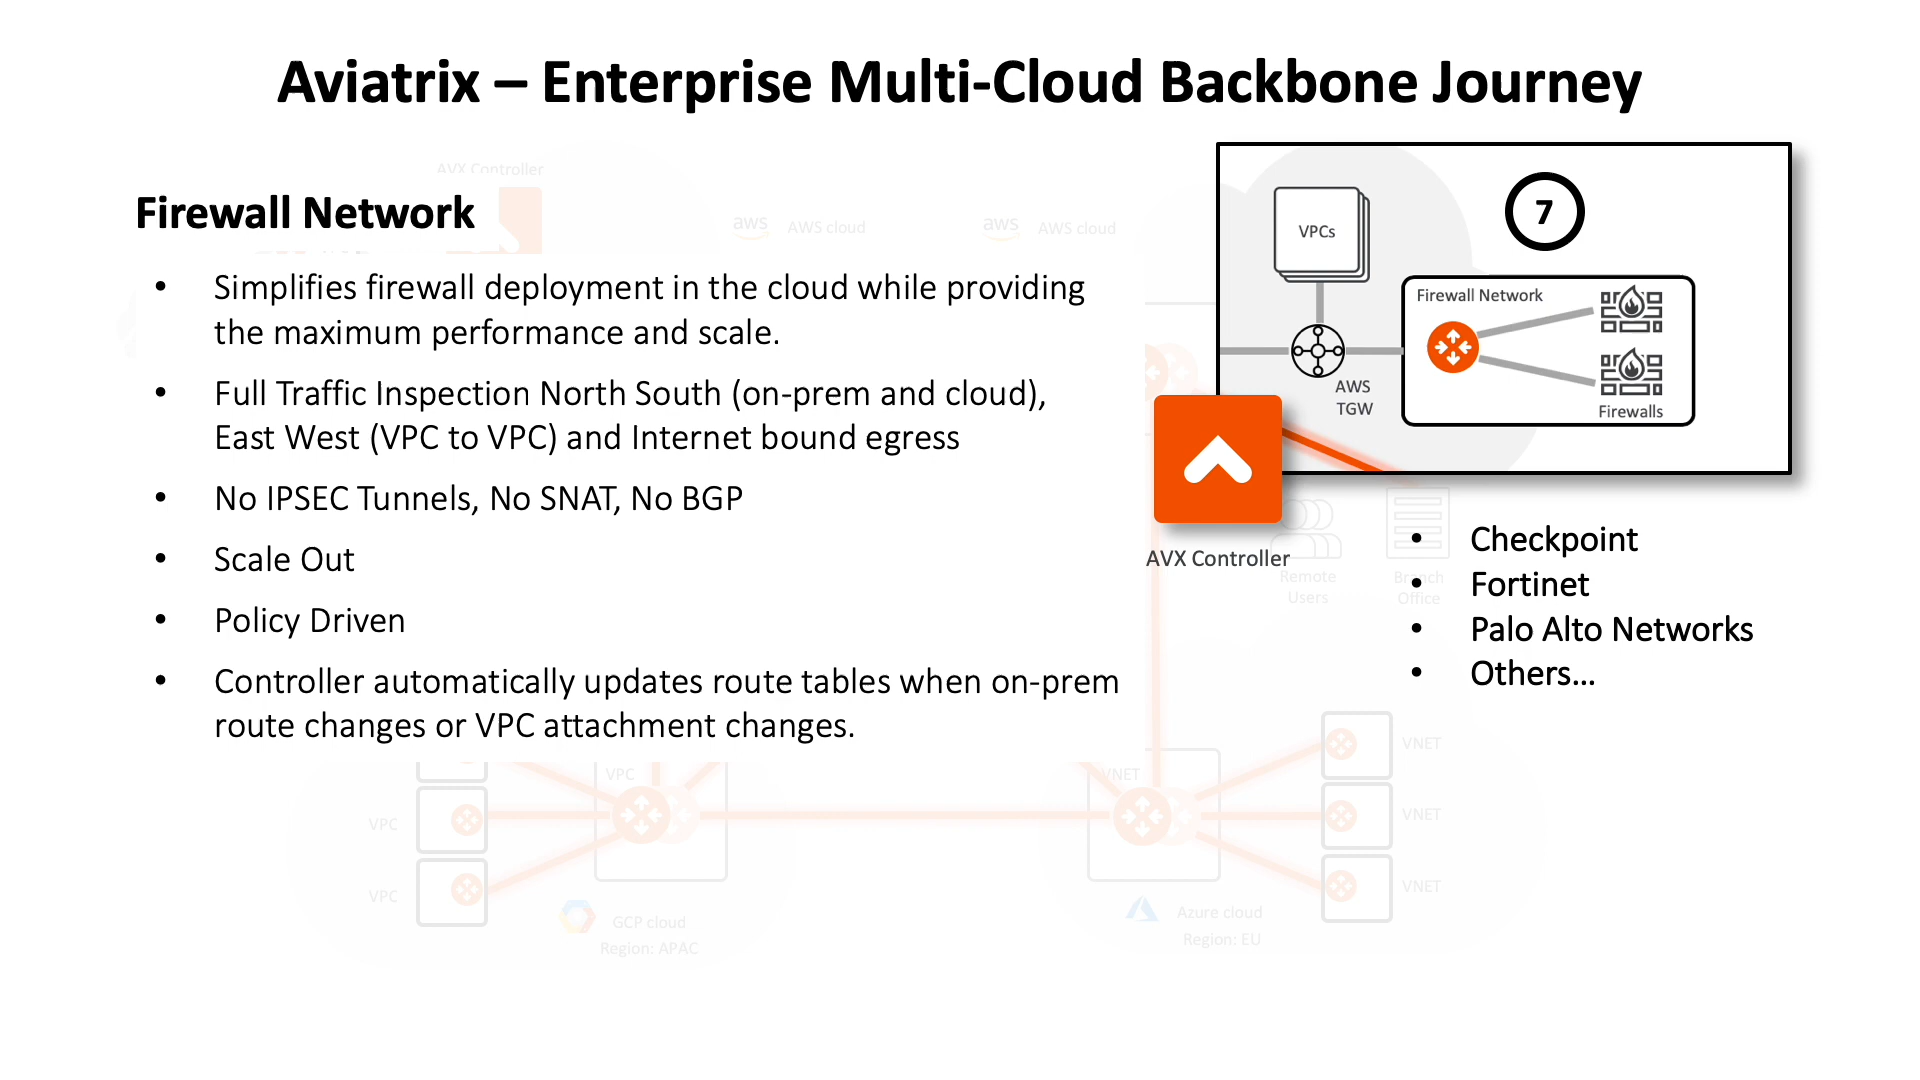 Aviatrix – Enterprise Multi-Cloud Backbone Journey
AVX Controller
Firewall Network
aws AWS cloud
aws AWS cloud
• Simplifies firewall deployment in the cloud while providing
the maximum performance and scale.
• Full Traffic Inspection North South (on-prem and cloud),
East West (VPC to VPC) and Internet bound egress
• No IPSEC Tunnels, No SNAT, No BGP
• Scale Out
• Policy Driven
• Controller automatically updates route tables when on-prem
route changes or VPC attachment changes.
7
VPCs
Firewall Network
AWS
TGW
Firewalls
AVX Controller
Remote
Users
Branch
Office
• Checkpoint
• Fortinet
• Palo Alto Networks
• Others...
VPC
VPC
VPC
GCP cloud
Region: APAC
VNET
VNET
VNET
VNET
Azure cloud
Region: EU